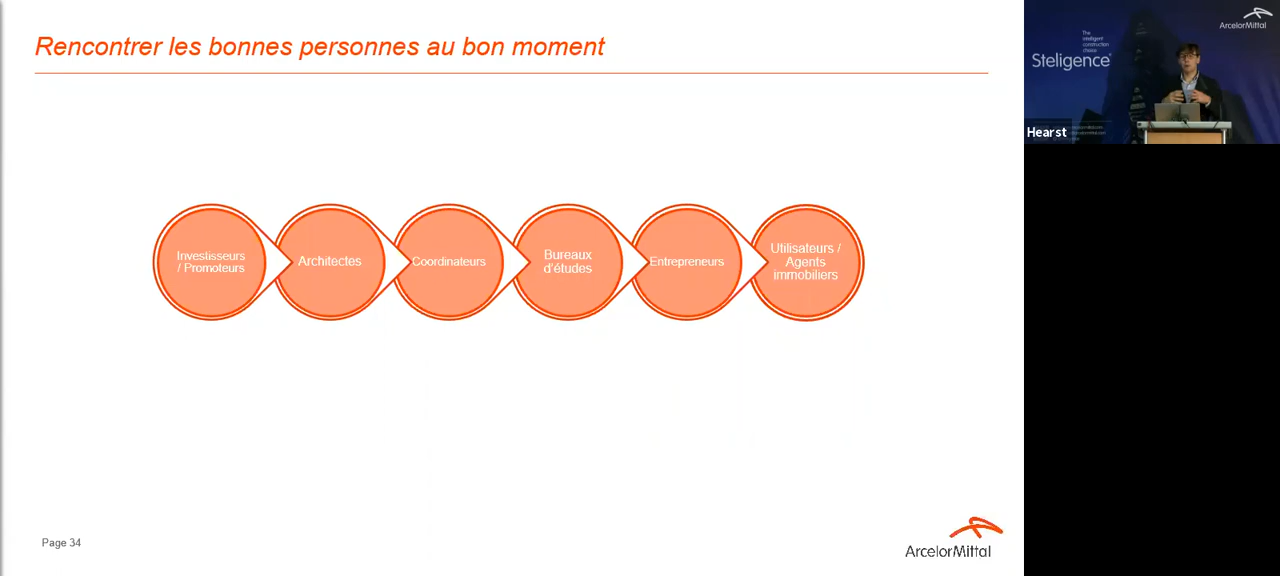 Rencontrer les bonnes personnes au bon moment
Investisseurs
/ Promoteurs
Architectes
Coordinateurs
Bureaux
d'études
Entrepreneurs
Utilisateurs /
Agents
immobiliers
Page 34
ArcelorMittal
ArcelorMittal
The
intelligent
construction
choice
Steligence®
Hearst